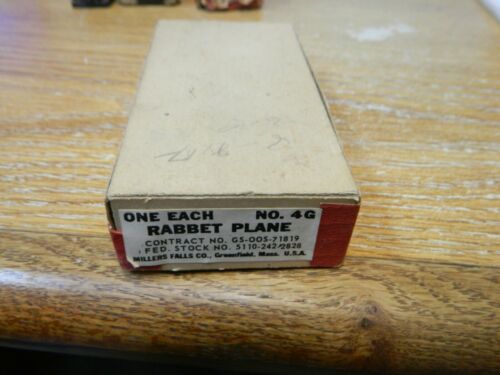 ONE EACH NO. 4G
RABBET PLANE
CONTRACT NO. GS-OOS-71819
FED. STOCK NO. 5110-242-2828
MILLERS FALLS CO., Greenfield, Mass. U.S.A.